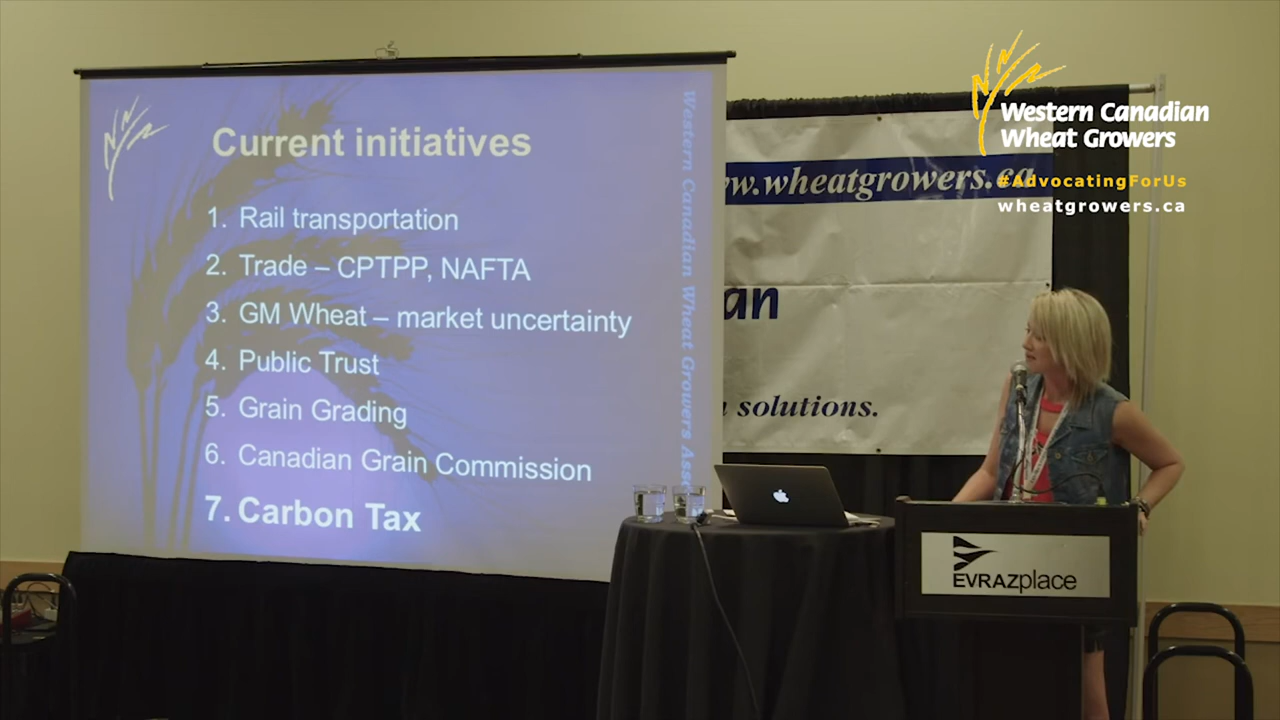 Current initiatives
1. Rail transportation
2. Trade – CPTPP, NAFTA
3. GM Wheat – market uncertainty
4. Public Trust
5. Grain Grading
6. Canadian Grain Commission
7. Carbon Tax
Western Canadian Wheat Growers
w.wheatgrowers.ca
an
solutions.
Western Canadian
Wheat Growers
#AdvocatingForUs
wheatgrowers.ca
EVRAZplace